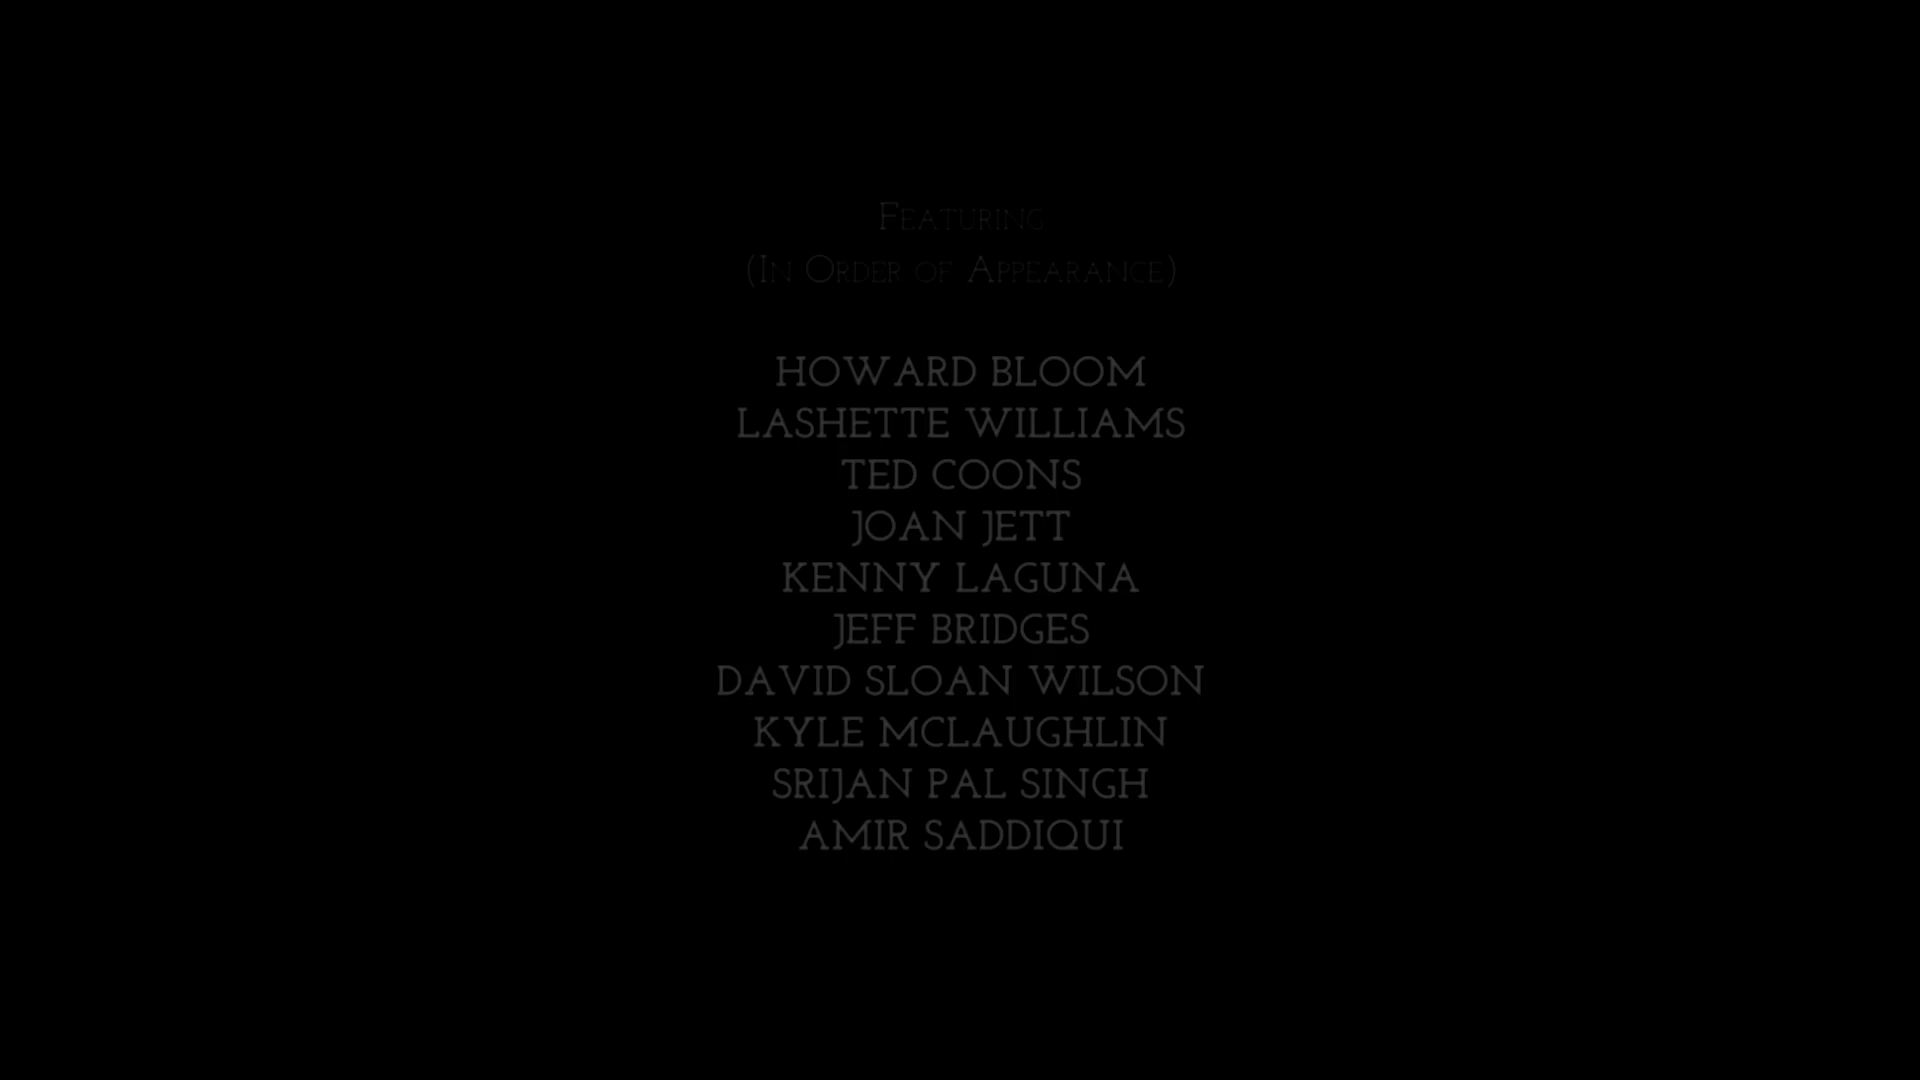 Featuring
(In Order of Appearance)
HOWARD BLOOM
LASHETTE WILLIAMS
TED COONS
JOAN JETT
KENNY LAGUNA
JEFF BRIDGES
DAVID SLOAN WILSON
KYLE MCLAUGHLIN
SRIJAN PAL SINGH
AMIR SADDIQUI